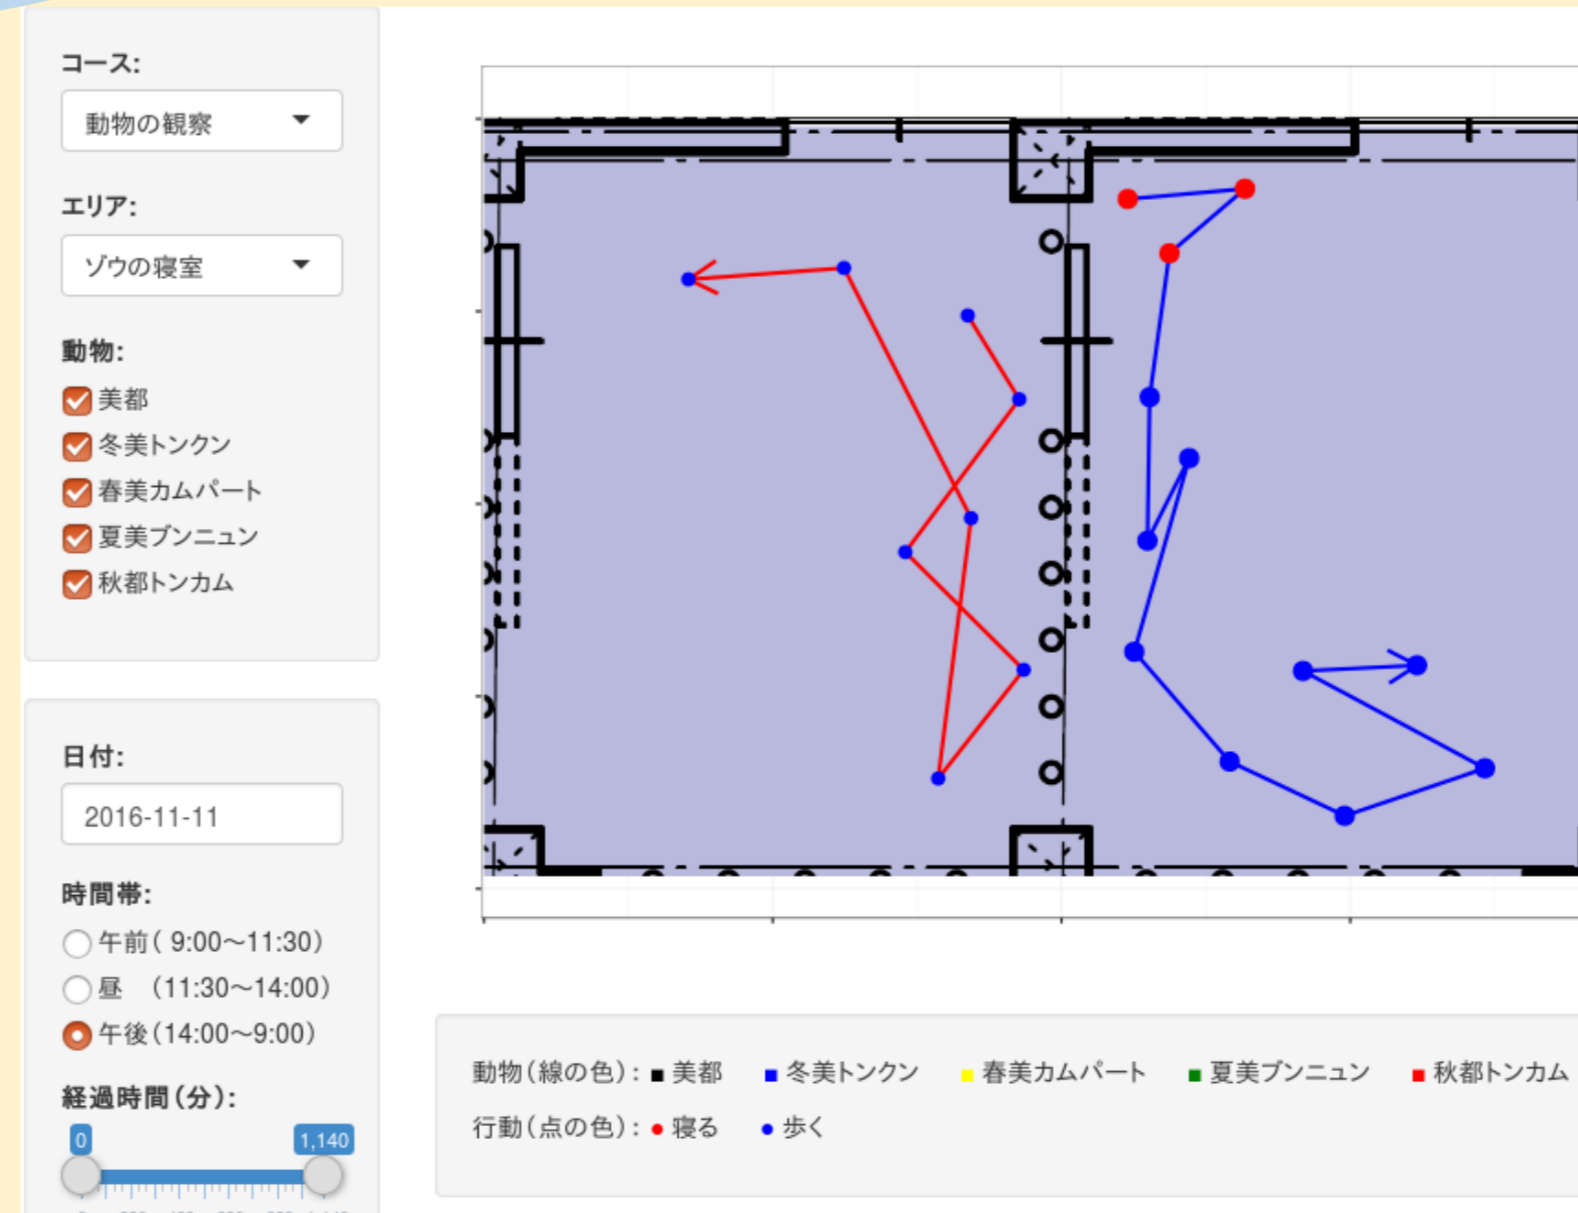 コース:
動物の観察
エリア:
ゾウの寝室
動物:
美都
冬美トンクン
春美カムパート
夏美ブンニュン
秋都トンカム
日付:
2016-11-11
時間帯:
午前( 9:00～11:30)
昼　(11:30～14:00)
午後(14:00～9:00)
経過時間(分):
0 1,140
動物(線の色): 美都 冬美トンクン 春美カムパート 夏美ブンニュン 秋都トンカム
行動(点の色): 寝る 歩く